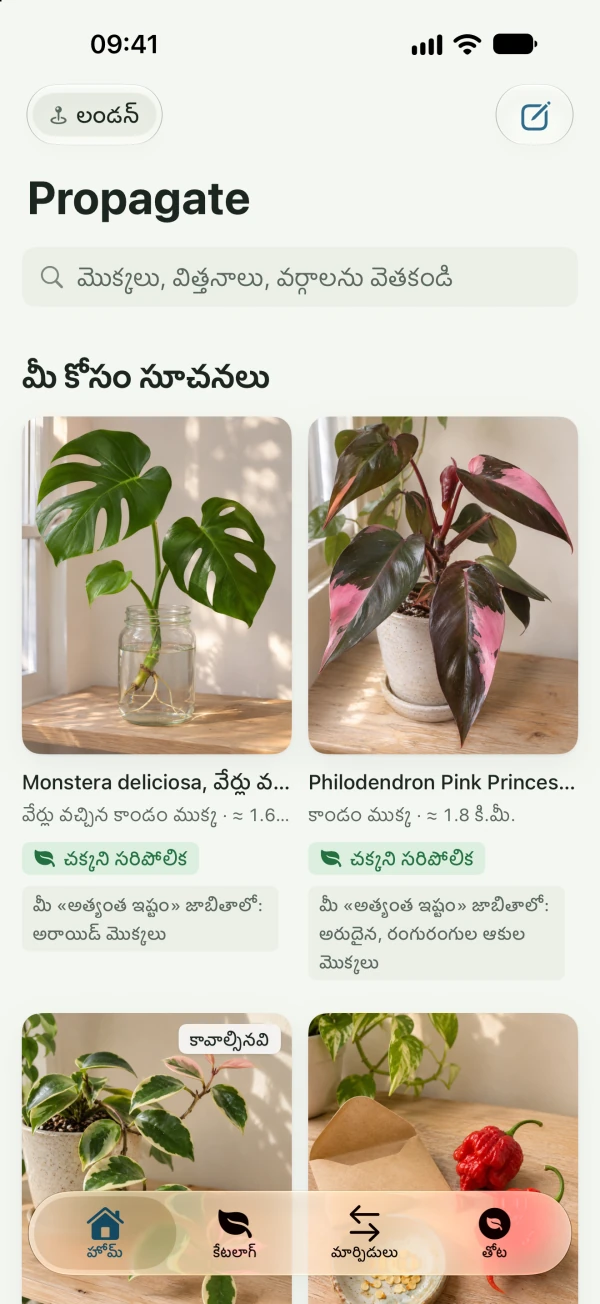 09:41
లండన్
Propagate
మొక్కలు, విత్తనాలు, వర్గాలను వెతకండి
మీ కోసం సూచనలు
Monstera deliciosa, వేర్లు వ...
వేర్లు వచ్చిన కాండం ముక్క · ≈ 1.6...
చక్కని సరిపోలిక
మీ «అత్యంత ఇష్టం» జాబితాలో:
అరాయిడ్ మొక్కలు
Philodendron Pink Princes...
కాండం ముక్క · ≈ 1.8 కి.మీ.
చక్కని సరిపోలిక
మీ «అత్యంత ఇష్టం» జాబితాలో:
అరుదైన, రంగురంగుల ఆకుల
మొక్కలు
కావాల్సినవి
హోమ్
కేటలాగ్
మార్పిడులు
తోట